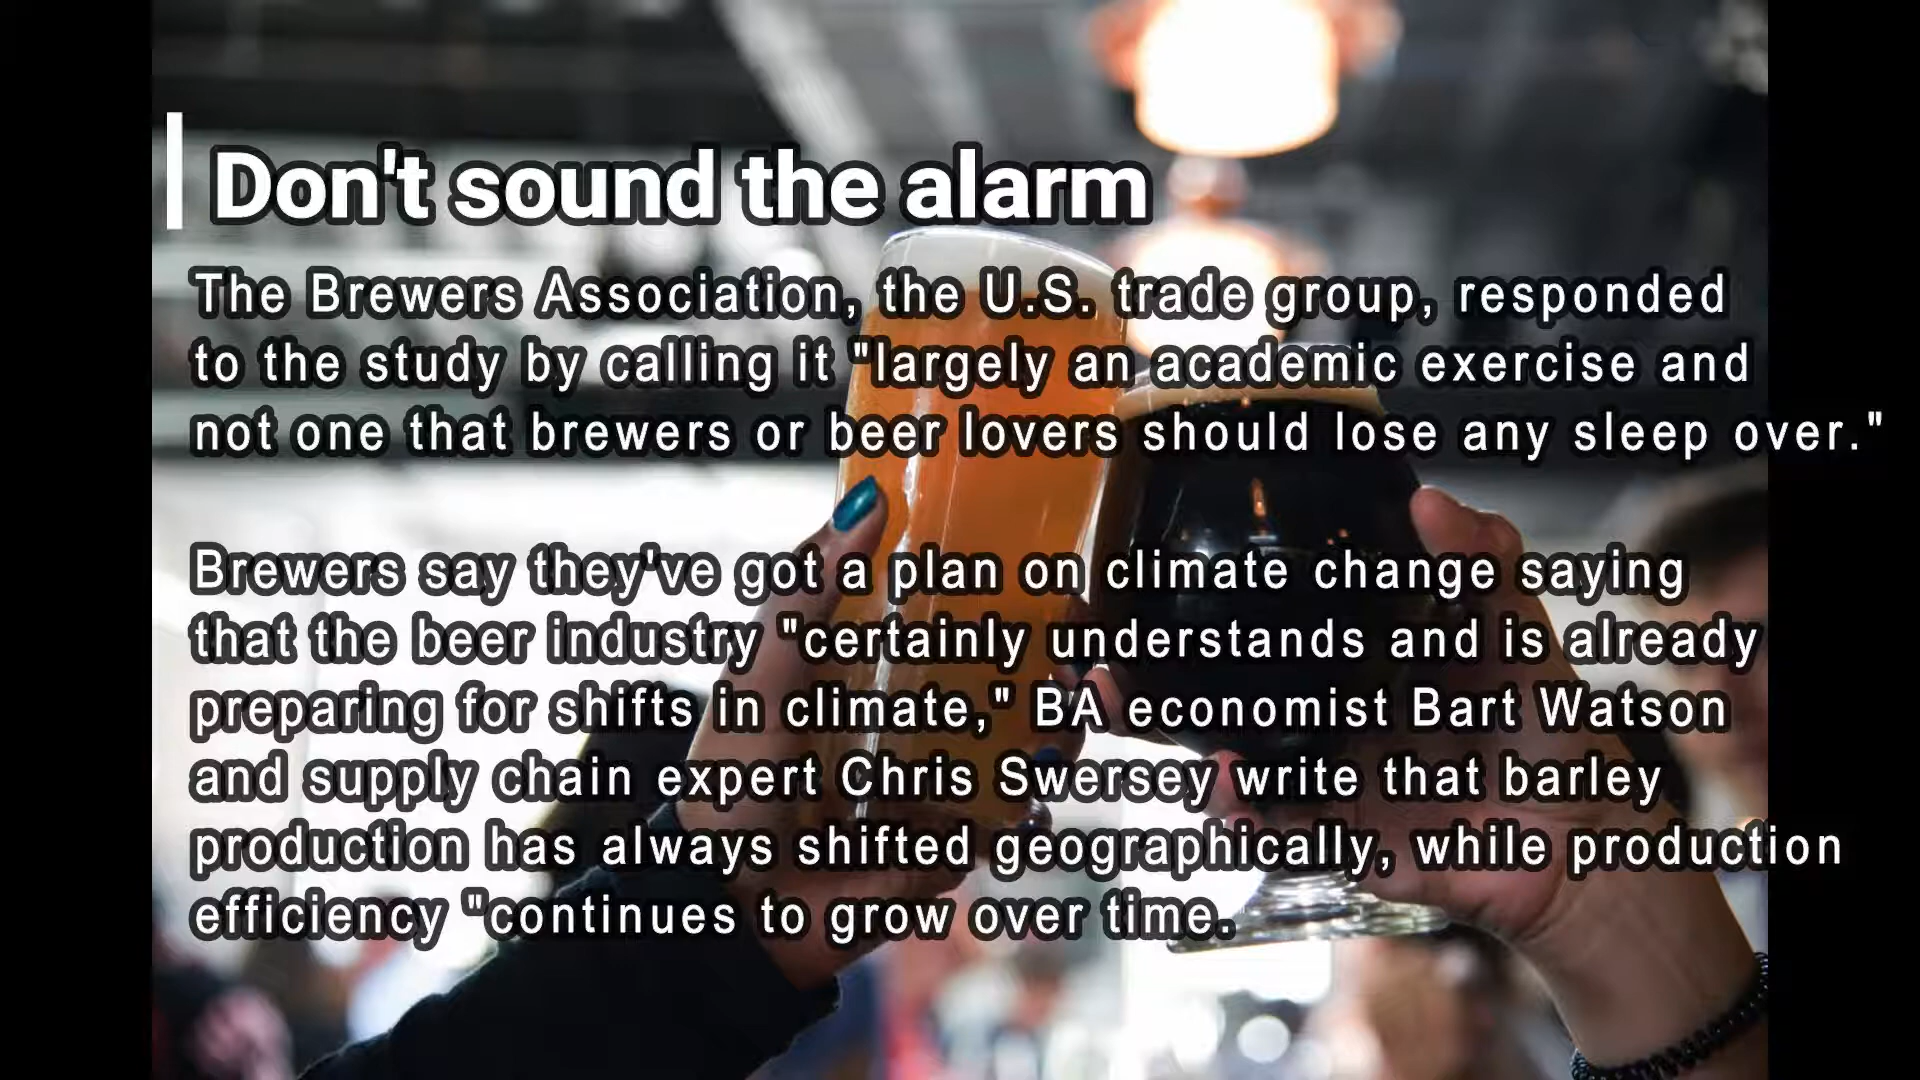 Don't sound the alarm
The Brewers Association, the U.S. trade group, responded
to the study by calling it "largely an academic exercise and
not one that brewers or beer lovers should lose any sleep over."
Brewers say they've got a plan on climate change saying
that the beer industry "certainly understands and is already
preparing for shifts in climate," BA economist Bart Watson
and supply chain expert Chris Swersey write that barley
production has always shifted geographically, while production
efficiency "continues to grow over time.